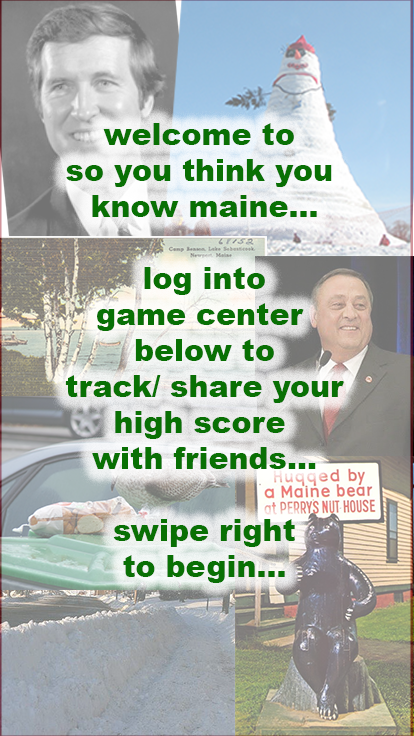 welcome to
so you think you
know maine...
Camp Benson, Lake Sebasticook,
Newport, Maine
log into
game center
below to
track/ share your
high score
with friends...
Hugged by
a Maine bear
at PERRYS NUT HOUSE
swipe right
to begin...